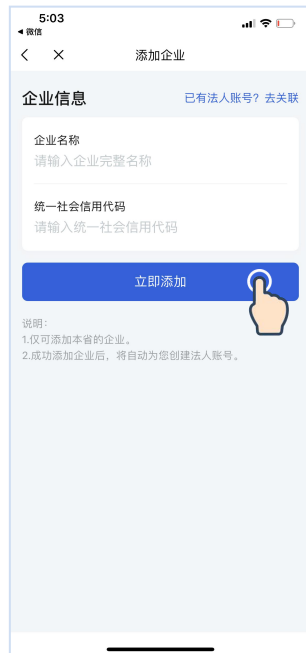 5:03
◀ 微信
添加企业
企业信息
已有法人账号？去关联
企业名称
请输入企业完整名称
统一社会信用代码
请输入统一社会信用代码
立即添加
说明：
1.仅可添加本省的企业。
2.成功添加企业后，将自动为您创建法人账号。